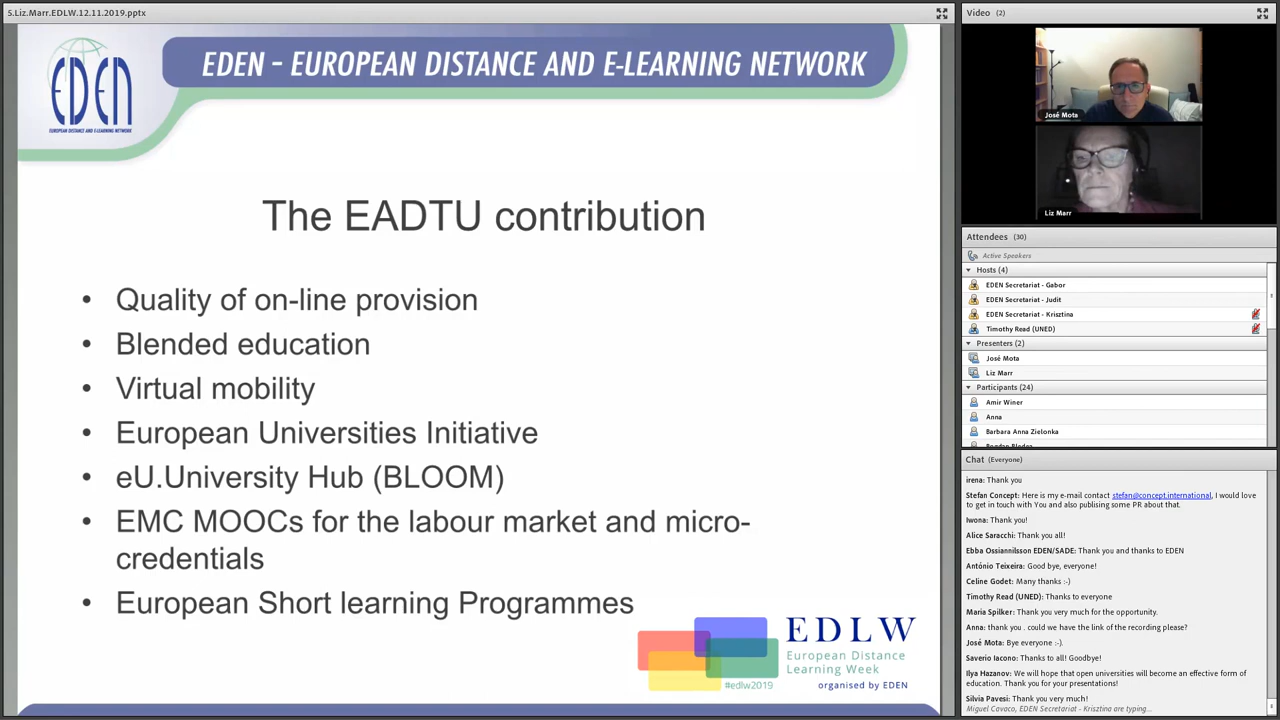 5.Liz.Marr.EDLW.12.11.2019.pptx
EDEN
EUROPEAN DISTANCE AND E-LEARNING NETWORK
EDEN – EUROPEAN DISTANCE AND E-LEARNING NETWORK
The EADTU contribution
• Quality of on-line provision
• Blended education
• Virtual mobility
• European Universities Initiative
• eU.University Hub (BLOOM)
• EMC MOOCs for the labour market and micro-
credentials
• European Short learning Programmes
EDLW
European Distance
Learning Week
#edlw2019
organised by EDEN
Video (2)
José Mota
Liz Marr
Attendees (30)
Active Speakers
Hosts (4)
EDEN Secretariat - Gabor
EDEN Secretariat - Judit
EDEN Secretariat - Krisztina
Timothy Read (UNED)
Presenters (2)
José Mota
Liz Marr
Participants (24)
Amir Winer
Anna
Barbara Anna Zielonka
Chat (Everyone)
irena: Thank you
Stefan Concept: Here is my e-mail contact stefan@concept.international, I would love
to get in touch with You and also publising some PR about that.
Iwona: Thank you!
Alice Saracchi: Thank you all!
Ebba Ossiannilsson EDEN/SADE: Thank you and thanks to EDEN
António Teixeira: Good bye, everyone!
Celine Godet: Many thanks :-)
Timothy Read (UNED): Thanks to everyone
Maria Spilker: Thank you very much for the opportunity.
Anna: thank you . could we have the link of the recording please?
José Mota: Bye everyone :-).
Saverio Iacono: Thanks to all! Goodbye!
Ilya Hazanov: We will hope that open universities will become an effective form of
education. Thank you for your presentations!
Silvia Pavesi: Thank you very much!
Miguel Cavaco, EDEN Secretariat - Krisztina are typing...